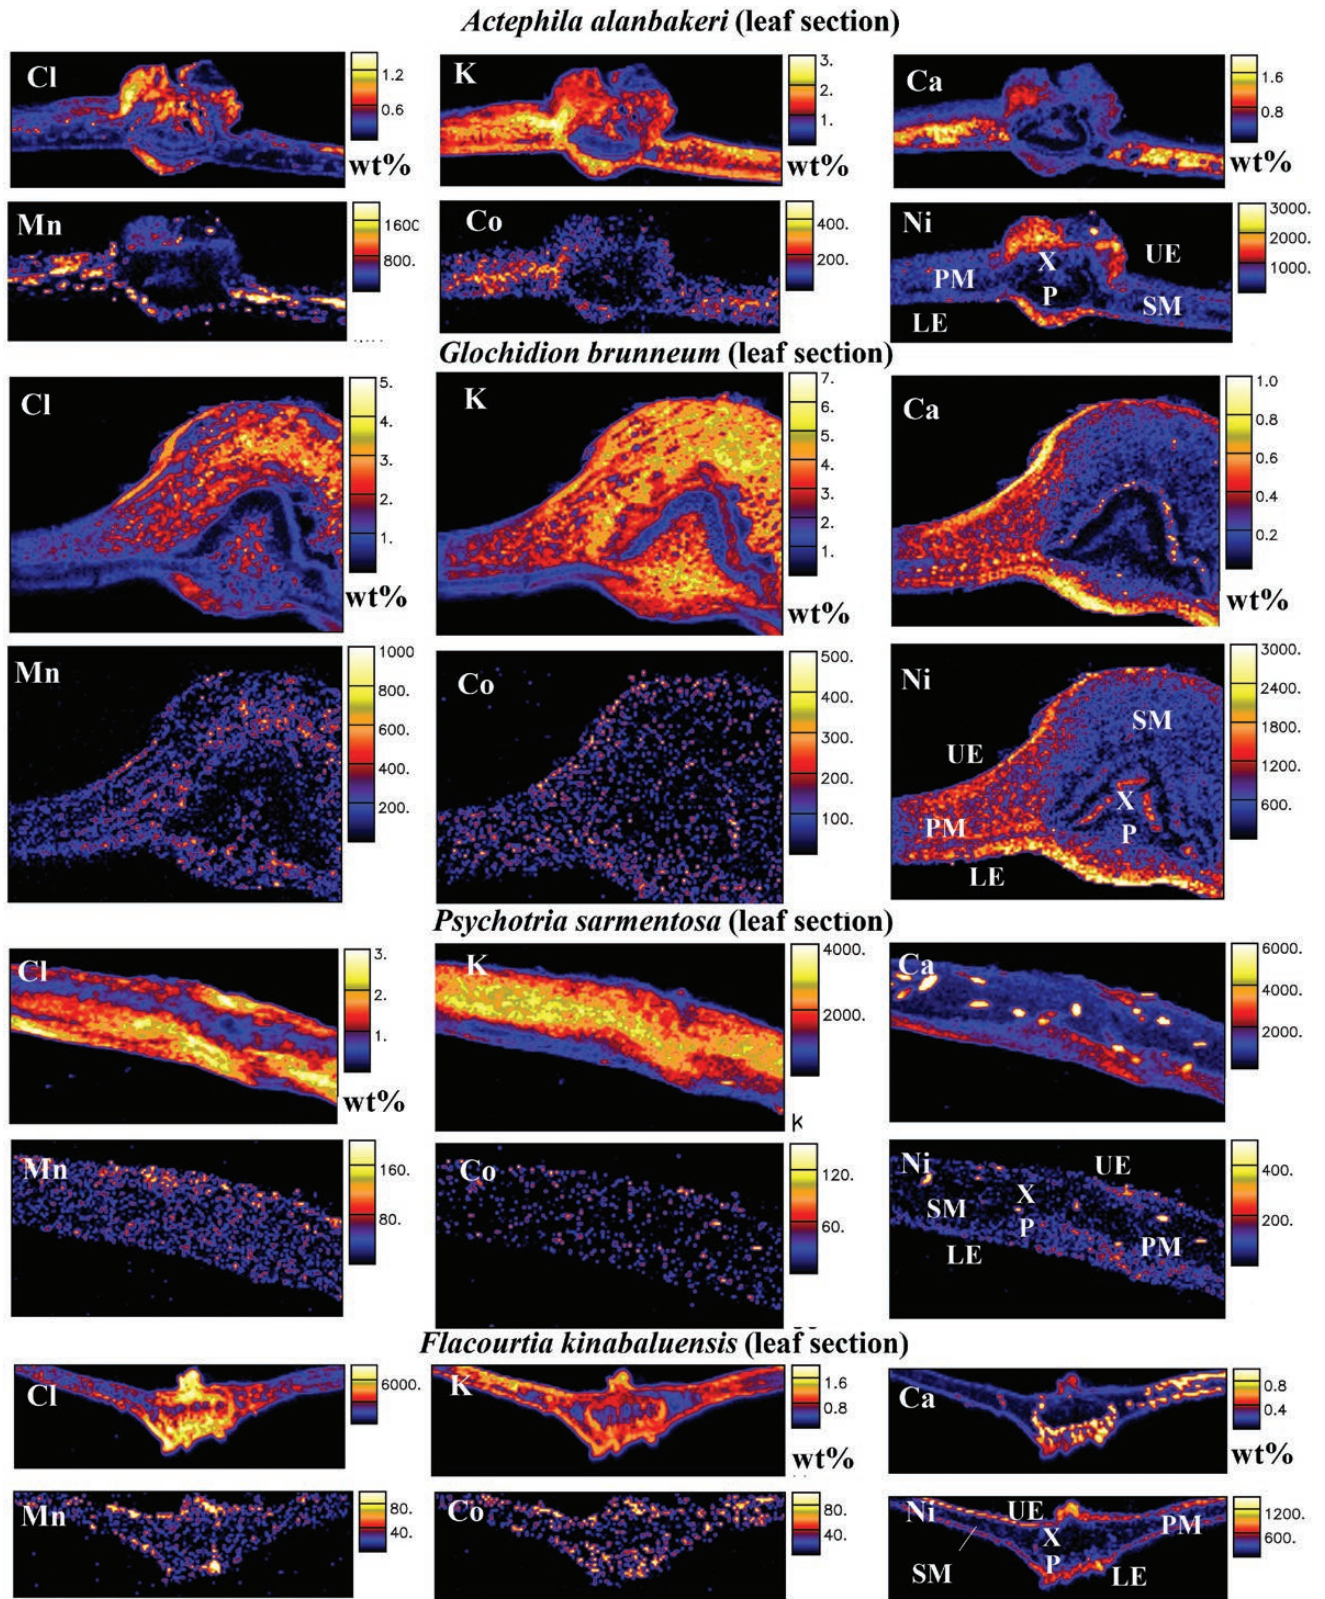 Actephila alanbakeri (leaf section)
Cl
1.2
0.6
wt%
K
3.
2.
1.
Ca
1.6
0.8
wt%
Mn
1600
800.
Co
400.
200.
Ni
X
UE
PM
P
SM
LE
3000.
2000.
1000.
Glochidion brunneum (leaf section)
Cl
5.
4.
3.
2.
1.
wt%
K
7.
6.
5.
4.
3.
2.
1.
wt%
Ca
1.0
0.8
0.6
0.4
0.2
wt%
Mn
1000
800.
600.
400.
200.
Co
500.
400.
300.
200.
100.
Ni
SM
UE
X
PM
P
LE
3000.
2400.
1800.
1200.
600.
Psychotria sarmentosa (leaf section)
Cl
3.
2.
1.
wt%
K
4000.
2000.
k
Ca
6000.
4000.
2000.
Mn
160.
80.
Co
120.
60.
Ni
UE
X
SM
P
PM
LE
400.
200.
Flacourtia kinabaluensis (leaf section)
Cl
6000.
K
1.6
0.8
wt%
Ca
0.8
0.4
wt%
Mn
80.
40.
Co
80.
40.
Ni
UE
X
PM
P
SM
LE
1200.
600.